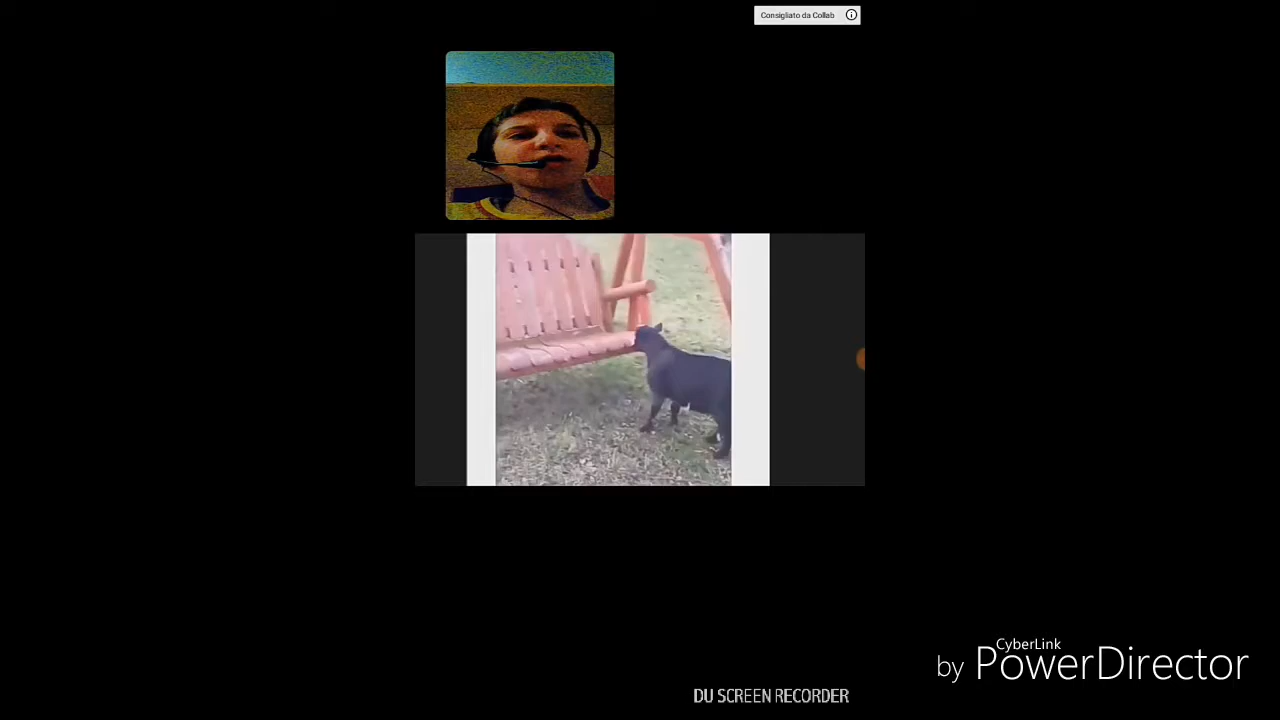 Consigliato da Collab
CyberLink
by PowerDirector
DU SCREEN RECORDER